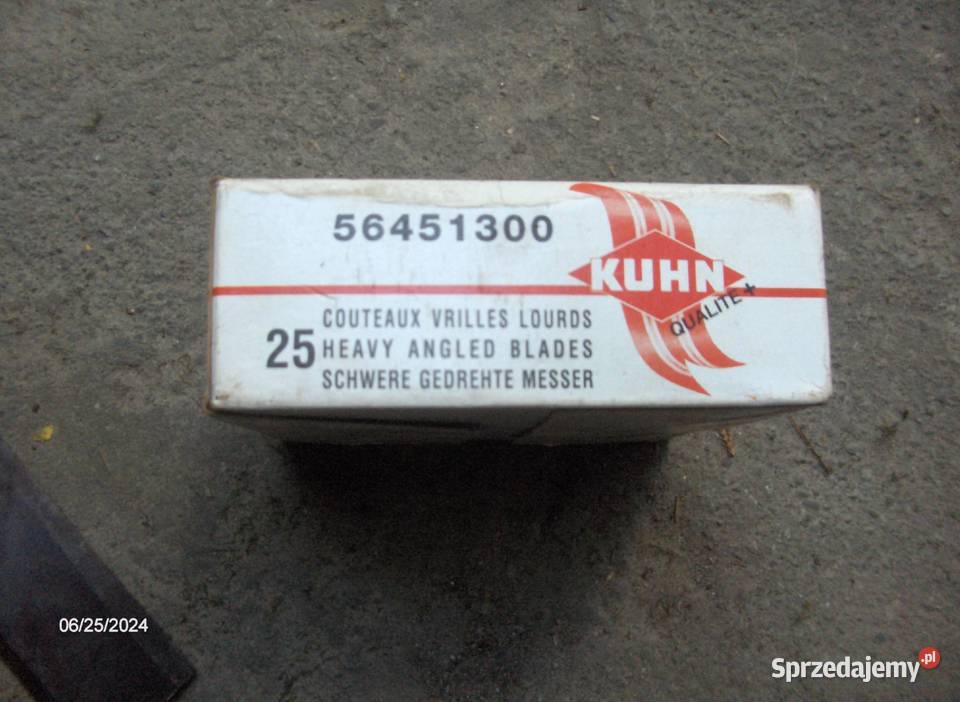 56451300
KUHN
QUALITE +
25
COUTEAUX VRILLES LOURDS
HEAVY ANGLED BLADES
SCHWERE GEDREHTE MESSER
06/25/2024
Sprzedajemy.pl